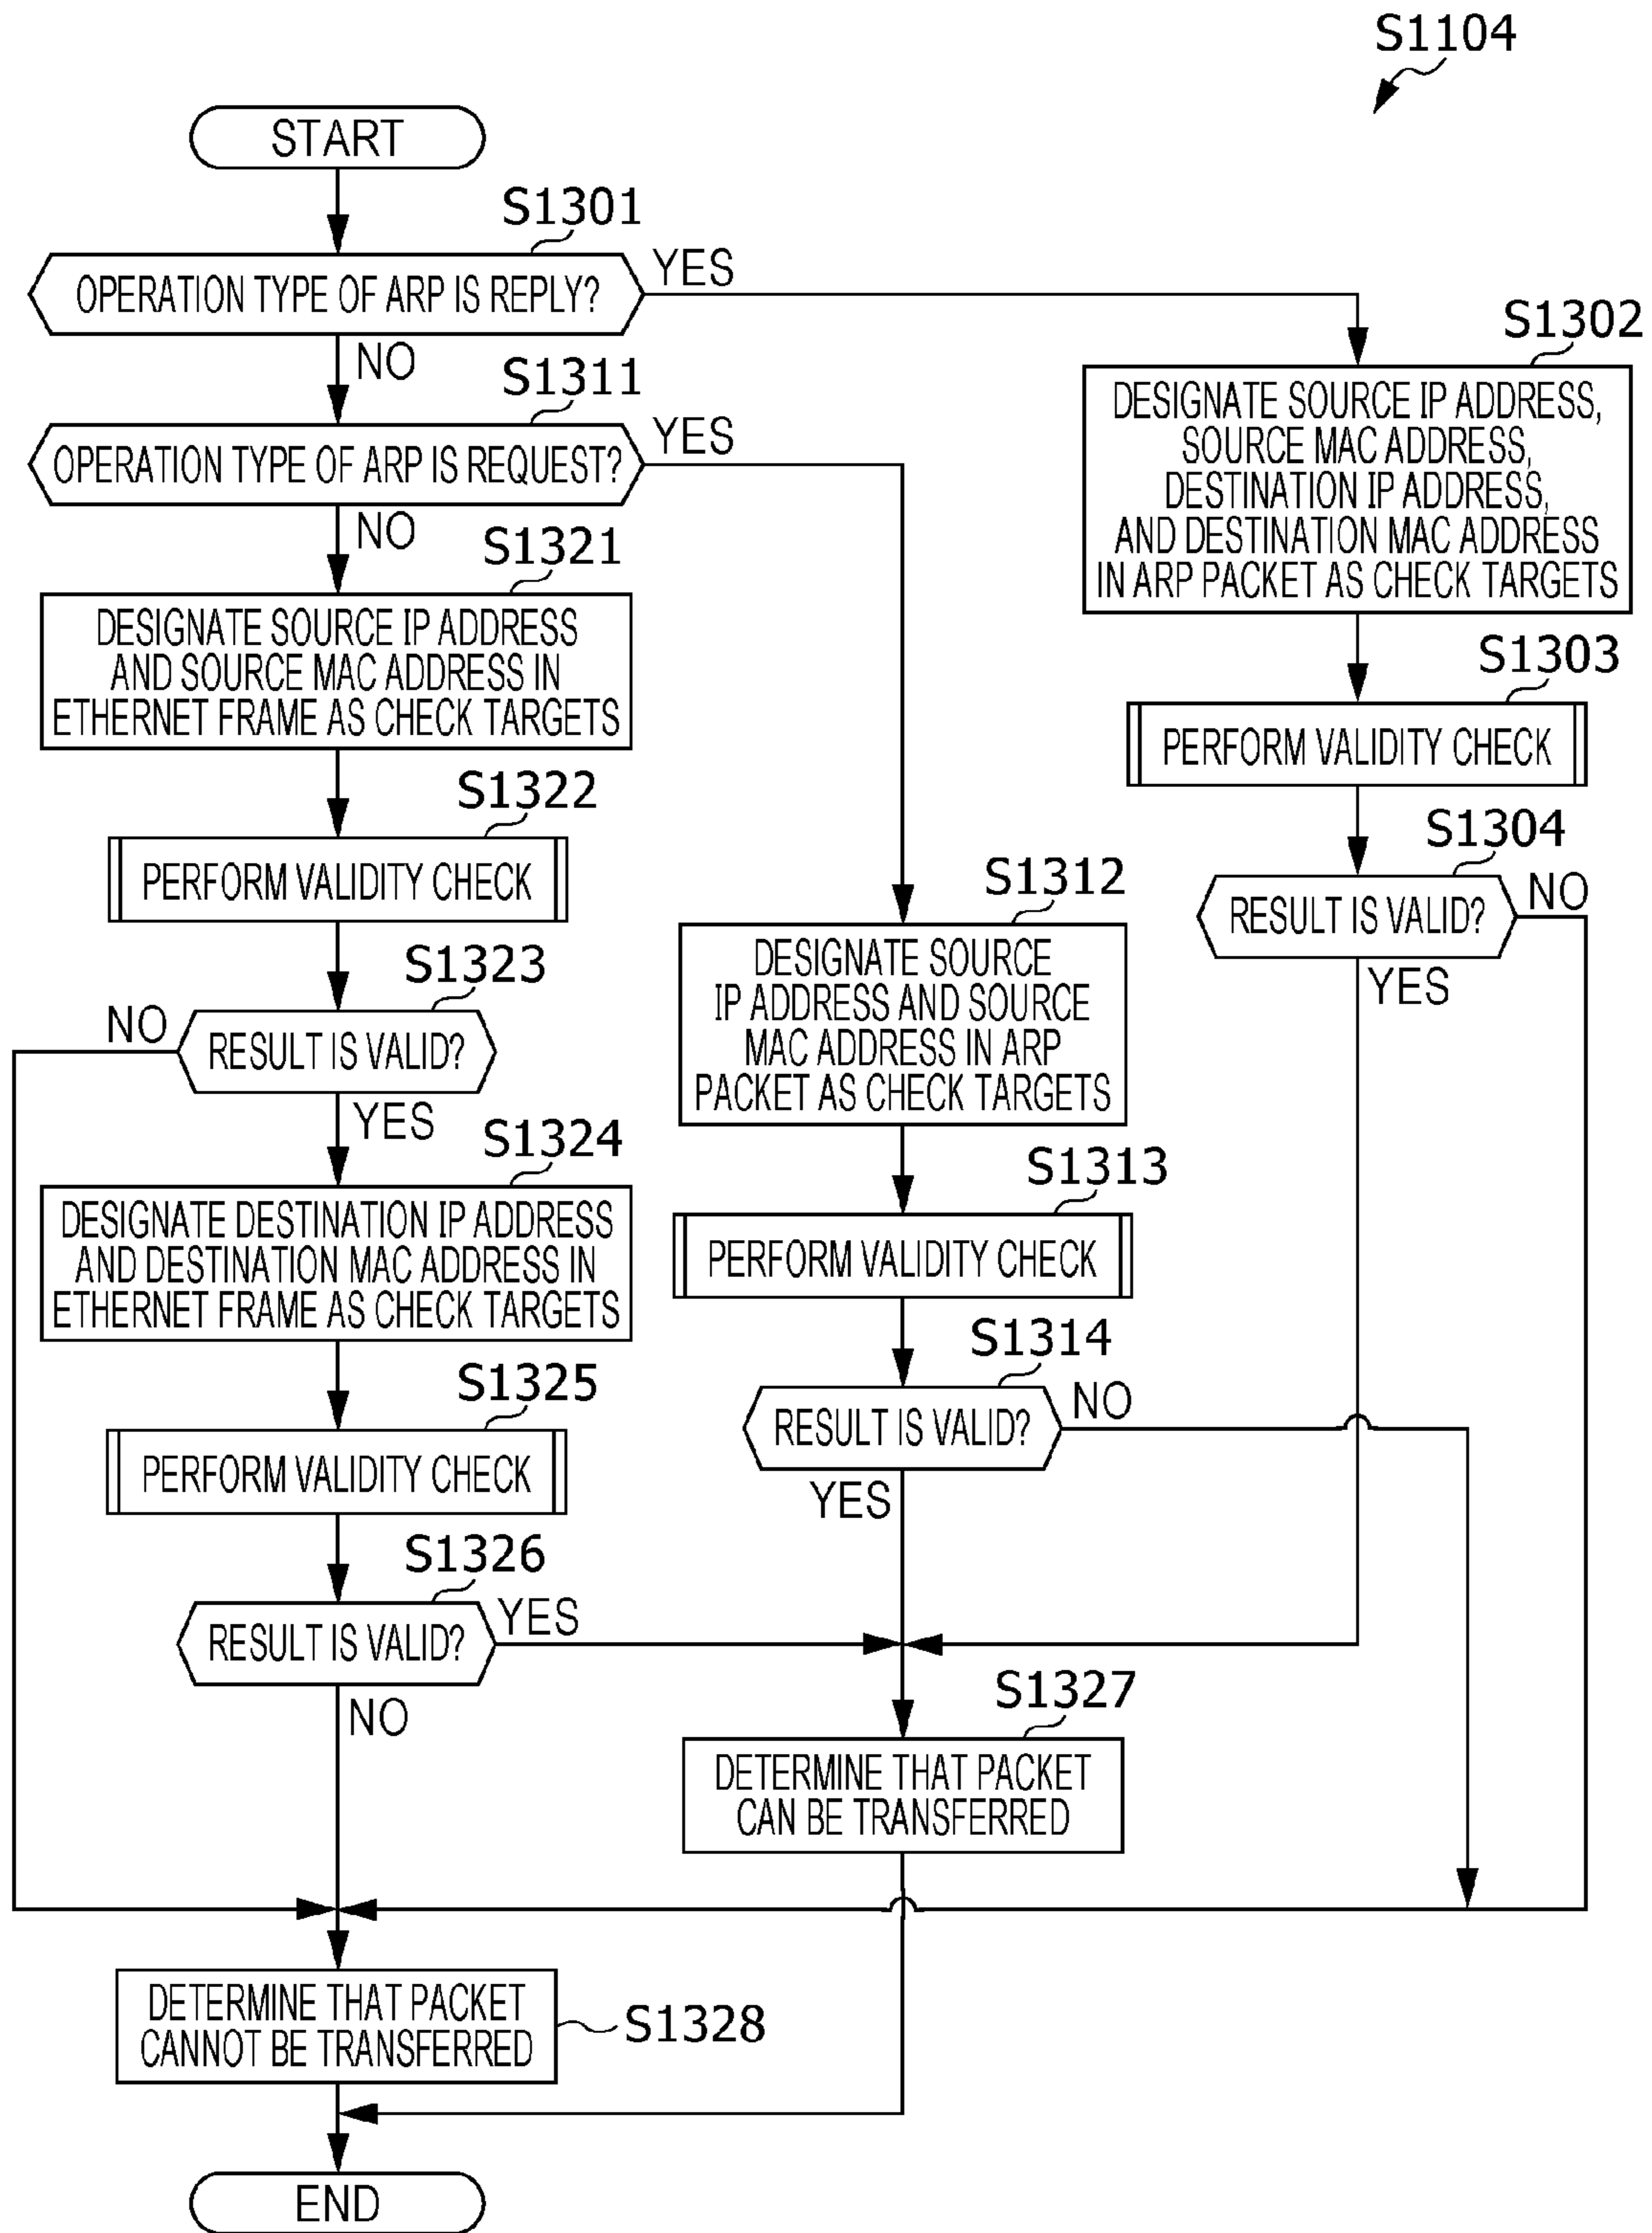 S1104
START
S1301
OPERATION TYPE OF ARP IS REPLY?
YES
NO
S1302
DESIGNATE SOURCE IP ADDRESS,
SOURCE MAC ADDRESS,
DESTINATION IP ADDRESS,
AND DESTINATION MAC ADDRESS
IN ARP PACKET AS CHECK TARGETS
S1303
PERFORM VALIDITY CHECK
S1304
RESULT IS VALID?
NO
YES
S1311
OPERATION TYPE OF ARP IS REQUEST?
YES
NO
S1312
DESIGNATE SOURCE
IP ADDRESS AND SOURCE
MAC ADDRESS IN ARP
PACKET AS CHECK TARGETS
S1313
PERFORM VALIDITY CHECK
S1314
RESULT IS VALID?
NO
YES
S1321
DESIGNATE SOURCE IP ADDRESS
AND SOURCE MAC ADDRESS IN
ETHERNET FRAME AS CHECK TARGETS
S1322
PERFORM VALIDITY CHECK
S1323
NO
RESULT IS VALID?
YES
S1324
DESIGNATE DESTINATION IP ADDRESS
AND DESTINATION MAC ADDRESS IN
ETHERNET FRAME AS CHECK TARGETS
S1325
PERFORM VALIDITY CHECK
S1326
RESULT IS VALID?
YES
NO
S1327
DETERMINE THAT PACKET
CAN BE TRANSFERRED
DETERMINE THAT PACKET
CANNOT BE TRANSFERRED
S1328
END